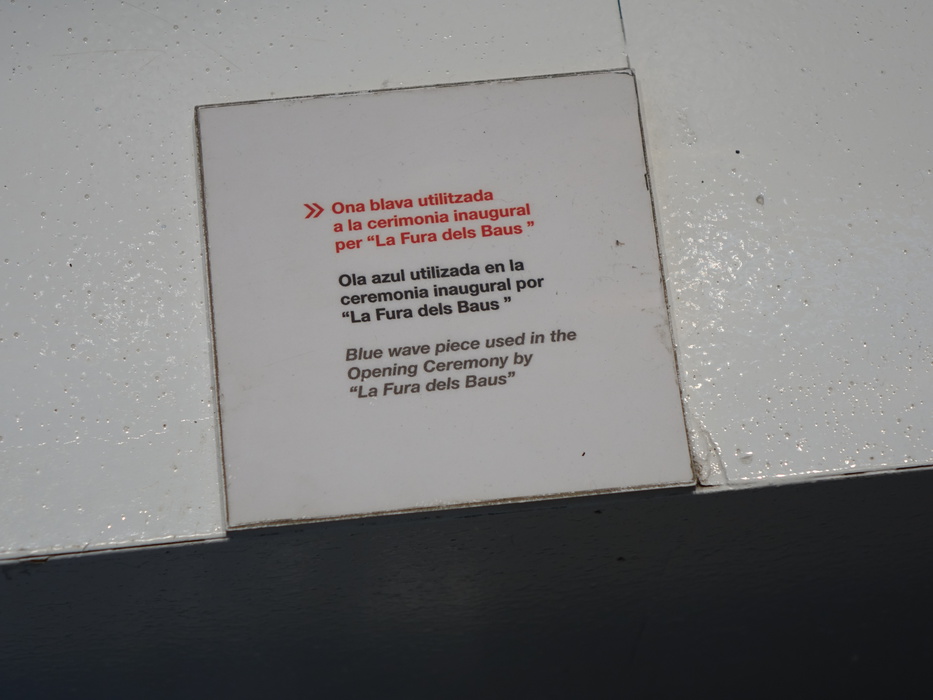 » Ona blava utilitzada
a la cerimonia inaugural
per “La Fura dels Baus ”
Ola azul utilizada en la
ceremonia inaugural por
“La Fura dels Baus ”
Blue wave piece used in the
Opening Ceremony by
“La Fura dels Baus”